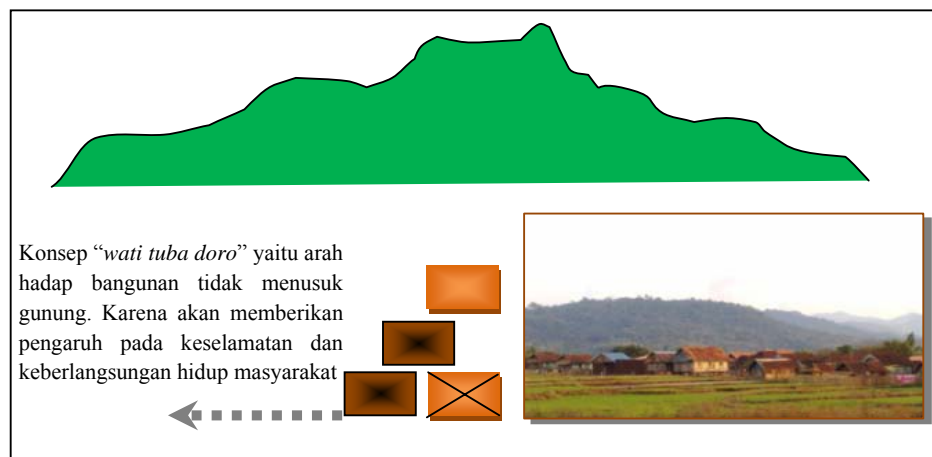 Konsep “wati tuba doro” yaitu arah
hadap bangunan tidak menusuk
gunung. Karena akan memberikan
pengaruh pada keselamatan dan
keberlangsungan hidup masyarakat